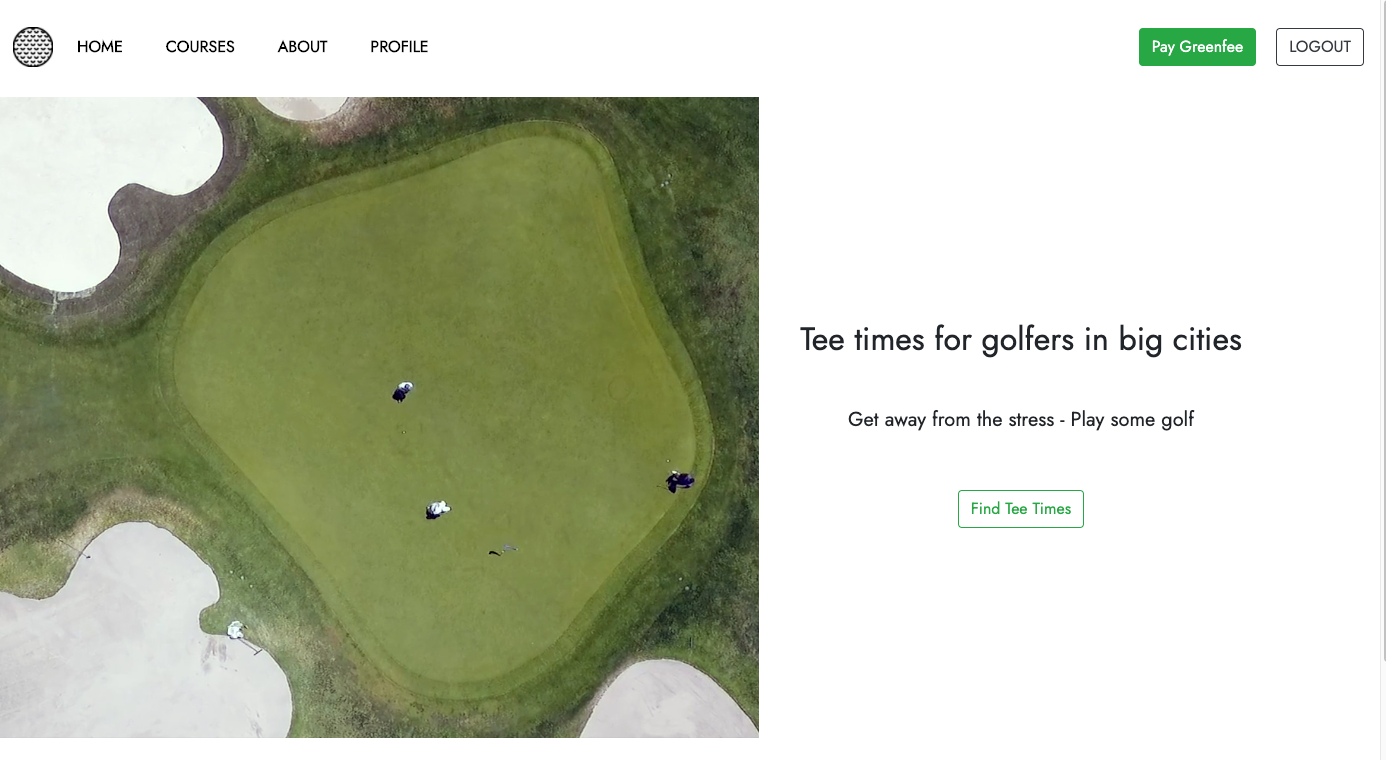 HOME
COURSES
ABOUT
PROFILE
Pay Greenfee
LOGOUT
Tee times for golfers in big cities
Get away from the stress - Play some golf
Find Tee Times